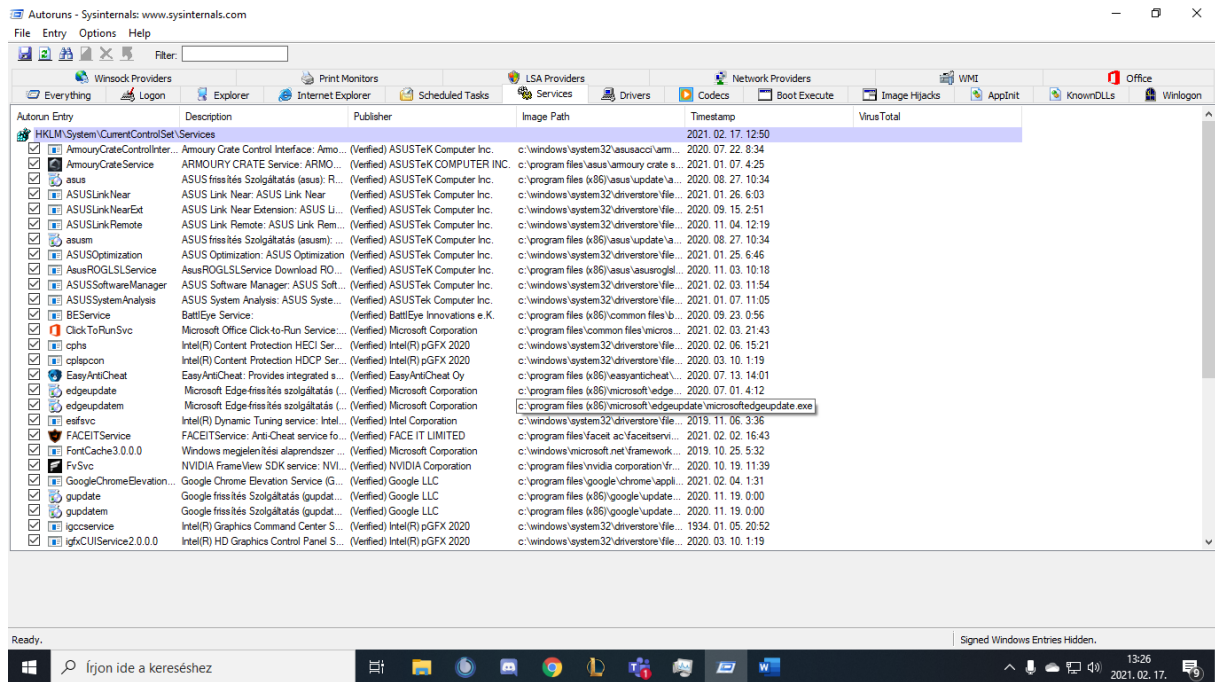 Autoruns - Sysinternals: www.sysinternals.com
File Entry Options Help
Filter:
Winsock Providers Print Monitors LSA Providers Network Providers WMI Office
Everything Logon Explorer Internet Explorer Scheduled Tasks Services Drivers Codecs Boot Execute Image Hijacks AppInit KnownDLLs Winlogon
Autorun Entry Description Publisher Image Path Timestamp VirusTotal
HKLM\System\CurrentControlSet\Services 2021. 02. 17. 12:50
ArmouryCrateControlInter... Armoury Crate Control Interface: Armo... (Verified) ASUSTeK Computer Inc. c:\windows\system32\asusacci\arm... 2020. 07. 22. 8:34
ArmouryCrateService ARMOURY CRATE Service: ARMO... (Verified) ASUSTeK COMPUTER INC. c:\program files\asus\armoury crate s... 2021. 01. 07. 4:25
asus ASUS frissítés Szolgáltatás (asus): R... (Verified) ASUSTeK Computer Inc. c:\program files (x86)\asus\update\a... 2020. 08. 27. 10:34
ASUSLinkNear ASUS Link Near: ASUS Link Near (Verified) ASUSTek Computer Inc. c:\windows\system32\driverstore\file... 2021. 01. 26. 6:03
ASUSLinkNearExt ASUS Link Near Extension: ASUS Li... (Verified) ASUSTek Computer Inc. c:\windows\system32\driverstore\file... 2020. 09. 15. 2:51
ASUSLinkRemote ASUS Link Remote: ASUS Link Rem... (Verified) ASUSTek Computer Inc. c:\windows\system32\driverstore\file... 2020. 11. 04. 12:19
asusm ASUS frissítés Szolgáltatás (asusm): ... (Verified) ASUSTeK Computer Inc. c:\program files (x86)\asus\update\a... 2020. 08. 27. 10:34
ASUSOptimization ASUS Optimization: ASUS Optimization (Verified) ASUSTek Computer Inc. c:\windows\system32\driverstore\file... 2021. 01. 25. 6:46
AsusROGLSLService AsusROGLSLService Download RO... (Verified) ASUSTeK Computer Inc. c:\program files (x86)\asus\asusroglsl... 2020. 11. 03. 10:18
ASUSSoftwareManager ASUS Software Manager: ASUS Soft... (Verified) ASUSTek Computer Inc. c:\windows\system32\driverstore\file... 2021. 02. 03. 11:54
ASUSSystemAnalysis ASUS System Analysis: ASUS Syste... (Verified) ASUSTek Computer Inc. c:\windows\system32\driverstore\file... 2021. 01. 07. 11:05
BEService BattlEye Service: (Verified) BattlEye Innovations e.K. c:\program files (x86)\common files\b... 2020. 09. 23. 0:56
ClickToRunSvc Microsoft Office Click-to-Run Service:... (Verified) Microsoft Corporation c:\program files\common files\micros... 2021. 02. 03. 21:43
cphs Intel(R) Content Protection HECI Ser... (Verified) Intel(R) pGFX 2020 c:\windows\system32\driverstore\file... 2020. 02. 06. 15:21
cplspcon Intel(R) Content Protection HDCP Ser... (Verified) Intel(R) pGFX 2020 c:\windows\system32\driverstore\file... 2020. 03. 10. 1:19
EasyAntiCheat EasyAntiCheat: Provides integrated s... (Verified) EasyAntiCheat Oy c:\program files (x86)\easyanticheat\... 2020. 07. 13. 14:01
edgeupdate Microsoft Edge-frissítés szolgáltatás (... (Verified) Microsoft Corporation c:\program files (x86)\microsoft\edge... 2020. 07. 01. 4:12
edgeupdatem Microsoft Edge-frissítés szolgáltatás (... (Verified) Microsoft Corporation c:\program files (x86)\microsoft\edgeupdate\microsoftedgeupdate.exe
esifsvc Intel(R) Dynamic Tuning service: Intel... (Verified) Intel Corporation c:\windows\system32\driverstore\file... 2019. 11. 06. 3:36
FACEITService FACEITService: Anti-Cheat service fo... (Verified) FACE IT LIMITED c:\program files\faceit ac\faceitservi... 2021. 02. 02. 16:43
FontCache3.0.0.0 Windows megjelenítési alaprendszer ... (Verified) Microsoft Corporation c:\windows\microsoft.net\framework... 2019. 10. 25. 5:32
FvSvc NVIDIA FrameView SDK service: NVI... (Verified) NVIDIA Corporation c:\program files\nvidia corporation\fr... 2020. 10. 19. 11:39
GoogleChromeElevation... Google Chrome Elevation Service (G... (Verified) Google LLC c:\program files\google\chrome\appli... 2021. 02. 04. 1:31
gupdate Google frissítés Szolgáltatás (gupdat... (Verified) Google LLC c:\program files (x86)\google\update... 2020. 11. 19. 0:00
gupdatem Google frissítés Szolgáltatás (gupdat... (Verified) Google LLC c:\program files (x86)\google\update... 2020. 11. 19. 0:00
igccservice Intel(R) Graphics Command Center S... (Verified) Intel(R) pGFX 2020 c:\windows\system32\driverstore\file... 1934. 01. 05. 20:52
igfxCUIService2.0.0.0 Intel(R) HD Graphics Control Panel S... (Verified) Intel(R) pGFX 2020 c:\windows\system32\driverstore\file... 2020. 03. 10. 1:19
Ready. Signed Windows Entries Hidden.
Írjon ide a kereséshez
13:26
2021. 02. 17.